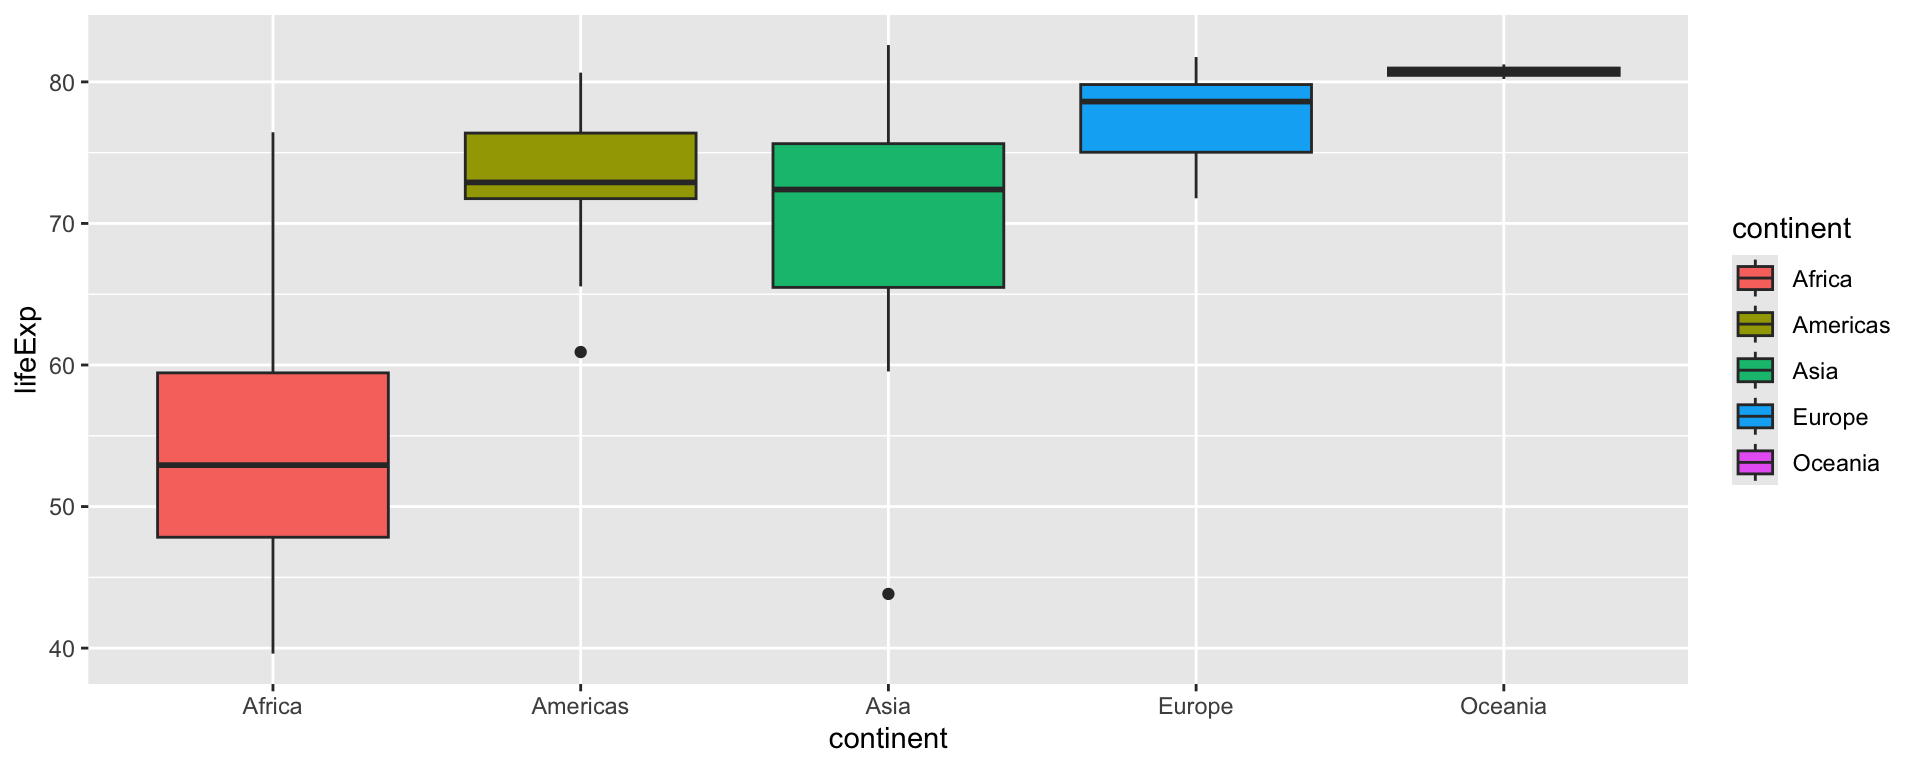 lifeExp
80
70
60
50
40
Africa
Americas
Asia
Europe
Oceania
continent
continent
Africa
Americas
Asia
Europe
Oceania